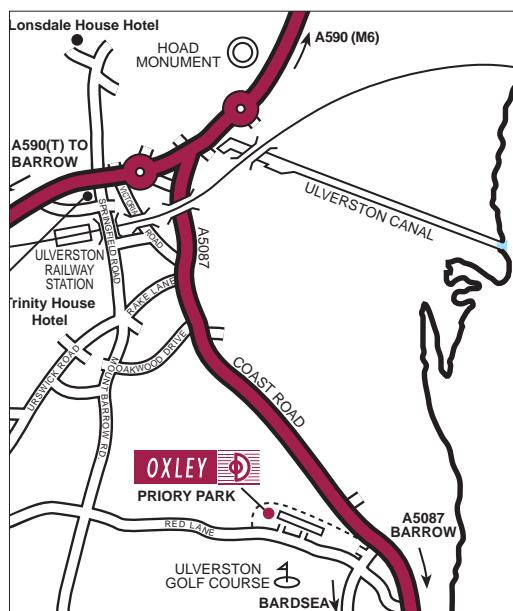 Lonsdale House Hotel
HOAD
MONUMENT
A590 (M6)
A590(T) TO
BARROW
VICTORIA
ROAD
SPRINGFIELD ROAD
ULVERSTON CANAL
A5087
ULVERSTON
RAILWAY
STATION
Trinity House
Hotel
RAKE LANE
OAKWOOD DRIVE
URSWICK ROAD
MOUNT BARROW RD.
COAST ROAD
OXLEY
PRIORY PARK
RED LANE
A5087
BARROW
ULVERSTON
GOLF COURSE
BARDSEA